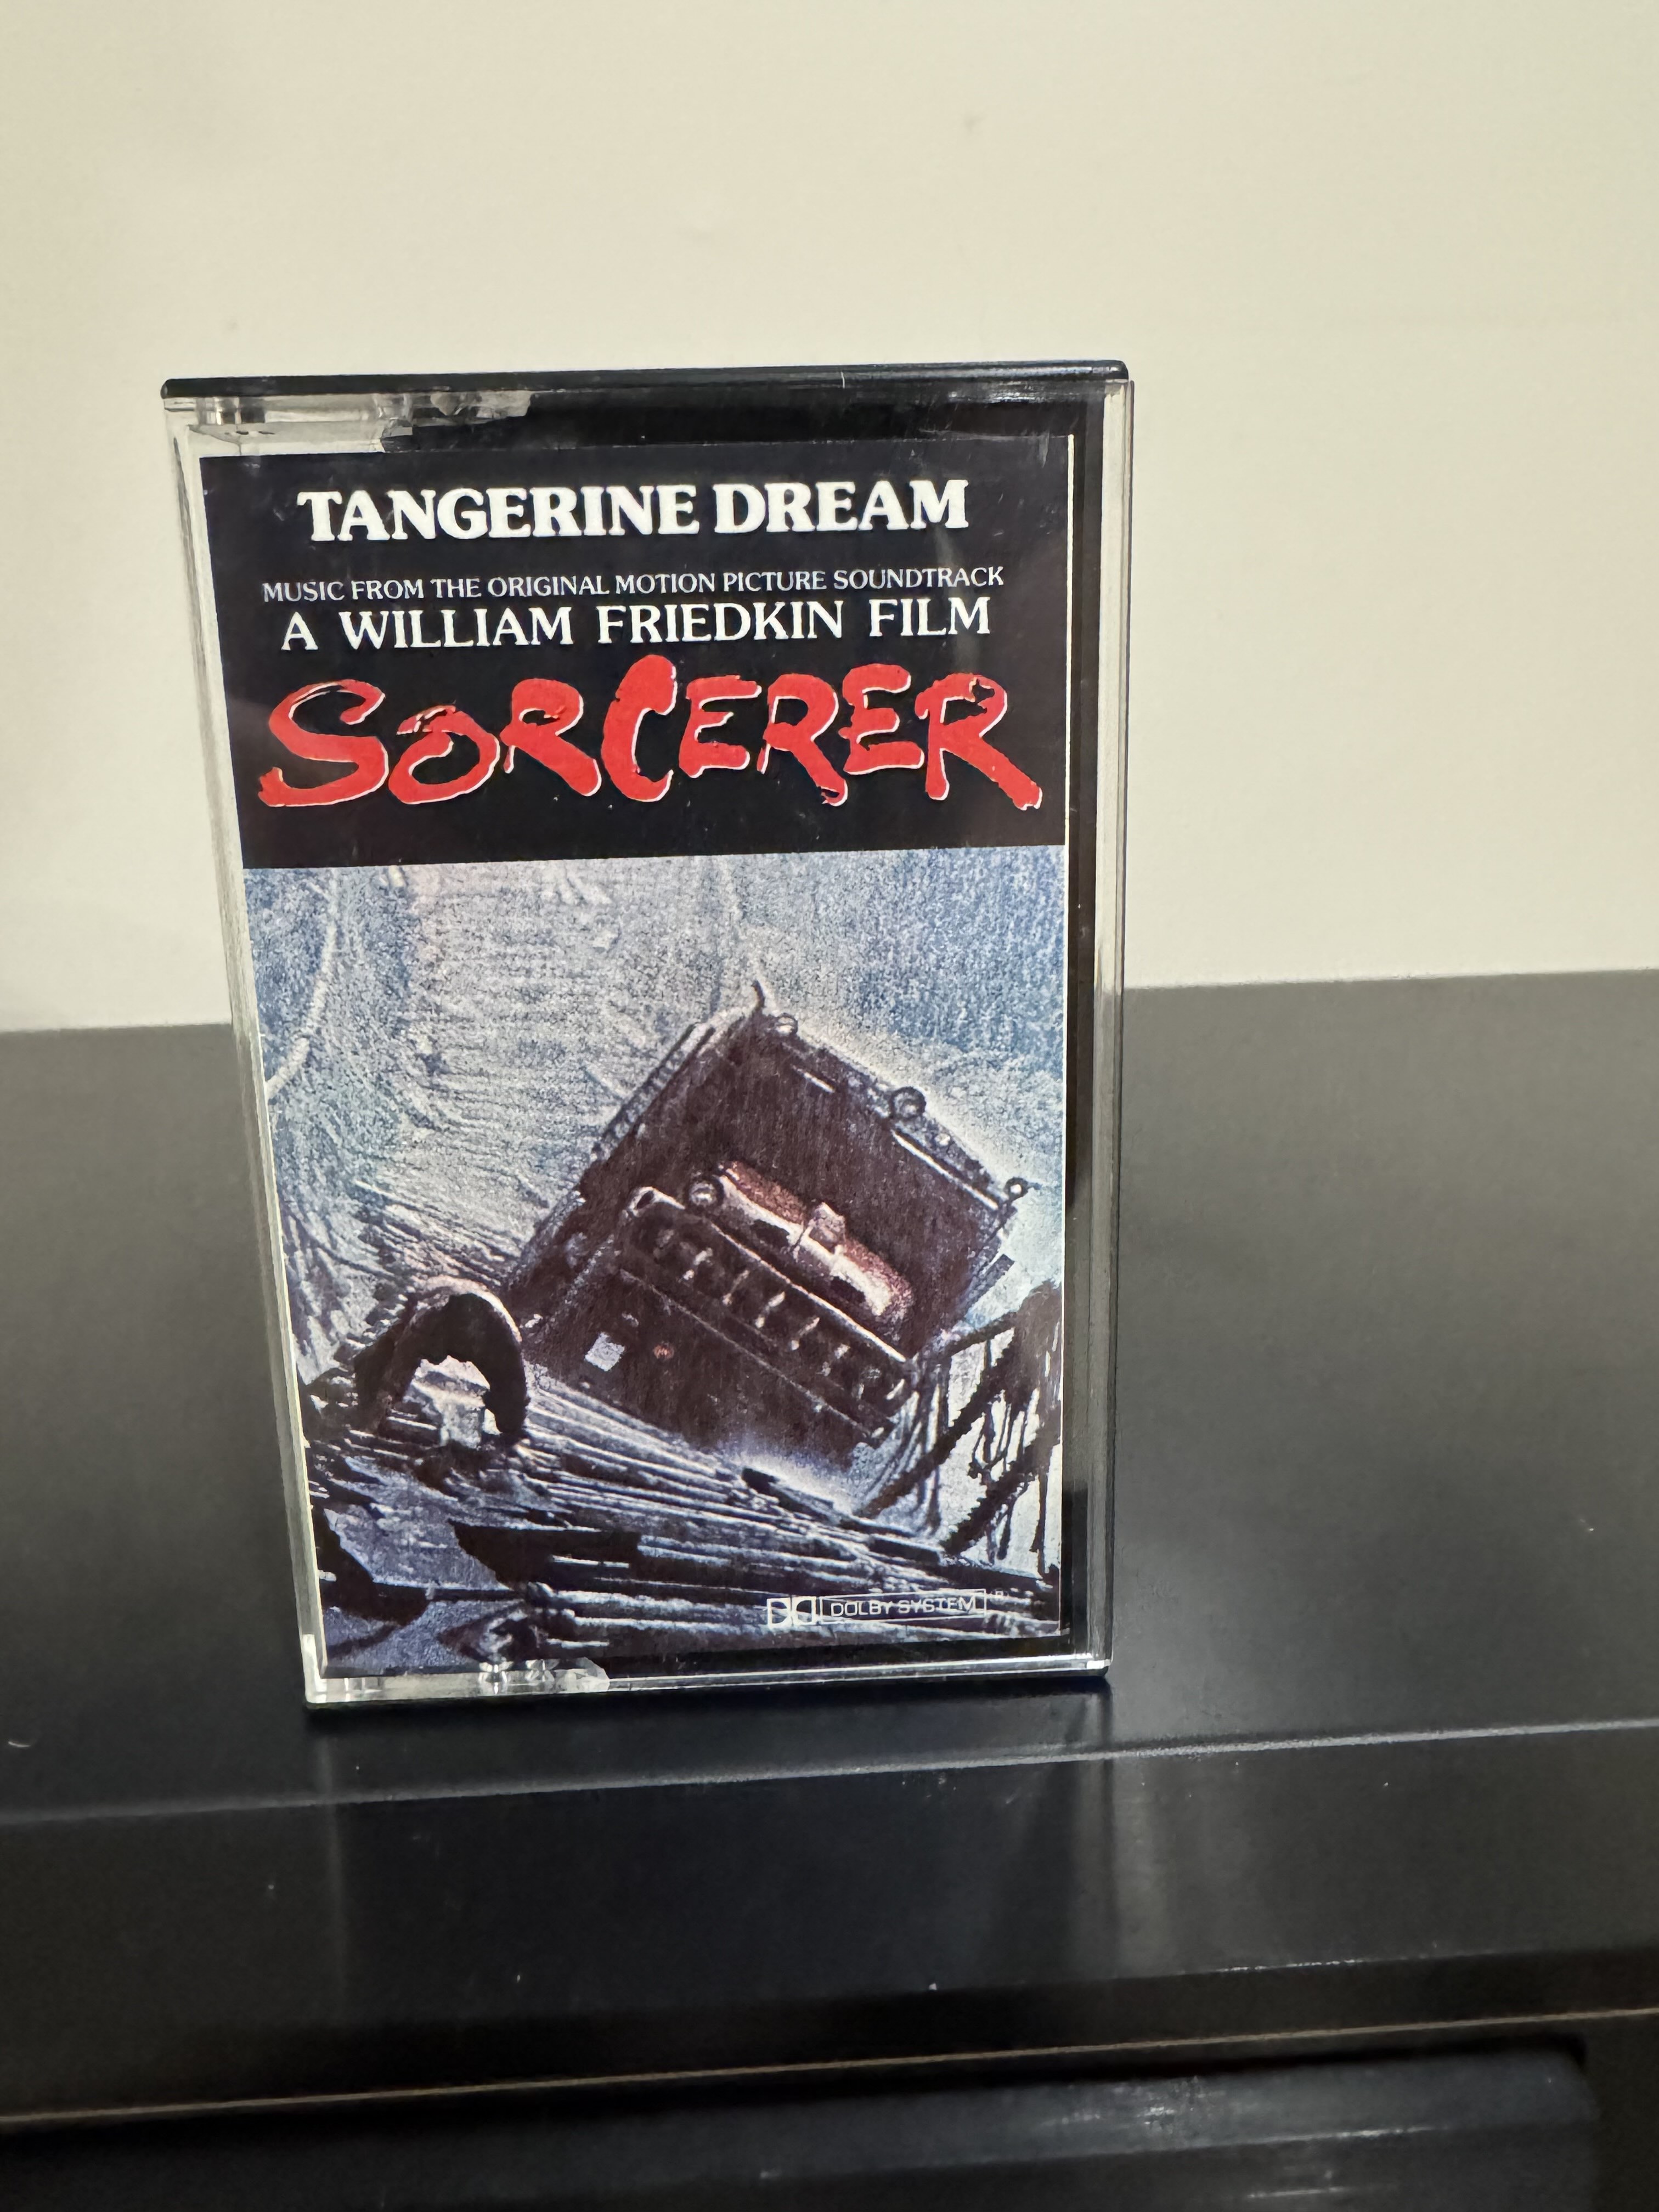 TANGERINE DREAM
MUSIC FROM THE ORIGINAL MOTION PICTURE SOUNDTRACK
A WILLIAM FRIEDKIN FILM
SORCERER
DOLBY SYSTEM